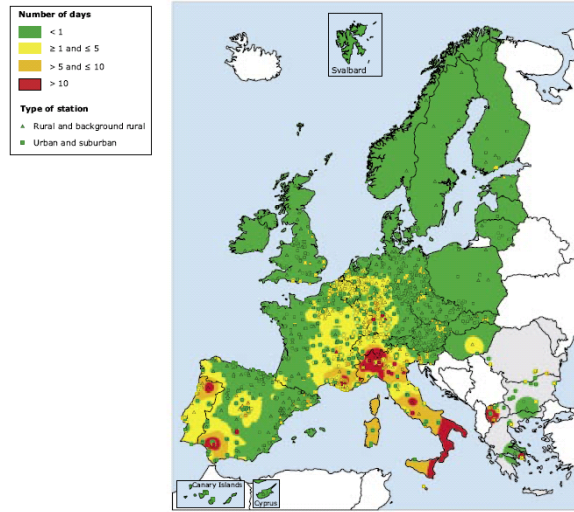 Number of days
< 1
≥ 1 and ≤ 5
> 5 and ≤ 10
> 10
Type of station
Rural and background rural
Urban and suburban
Svalbard
Canary Islands
Cyprus